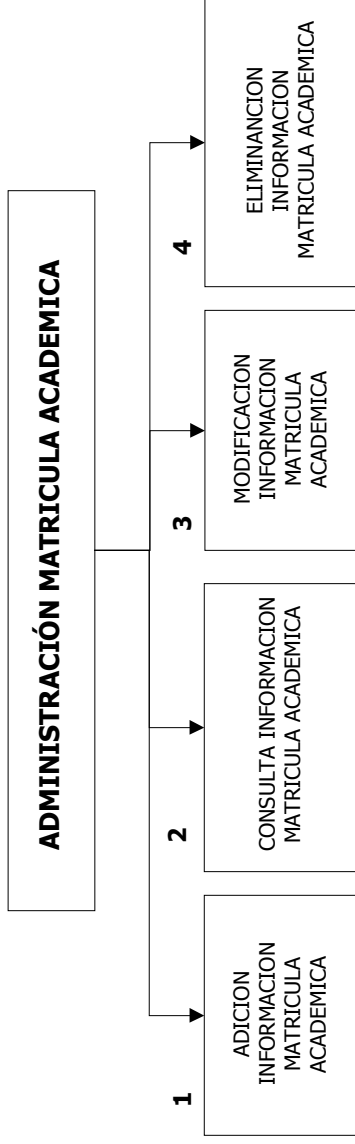 ADMINISTRACIÓN MATRICULA ACADEMICA
1
ADICION
INFORMACION
MATRICULA
ACADEMICA
2
CONSULTA INFORMACION
MATRICULA ACADEMICA
3
MODIFICACION
INFORMACION
MATRICULA
ACADEMICA
4
ELIMINANCION
INFORMACION
MATRICULA ACADEMICA